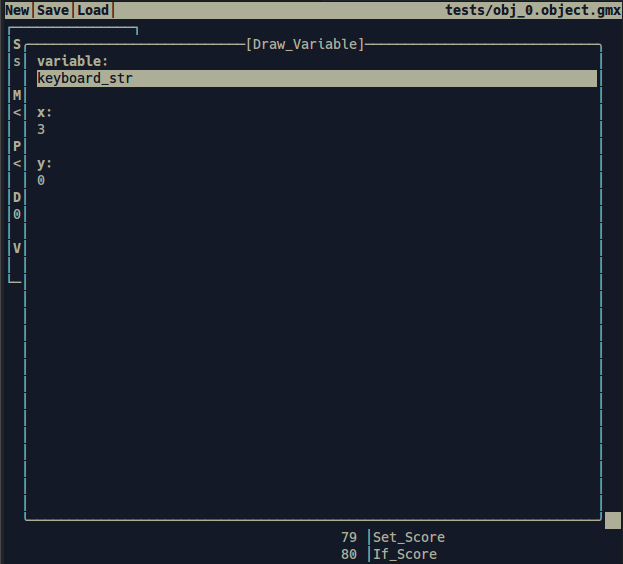 New|Save|Load| tests/obj_0.object.gmx
[Draw_Variable]
S
s variable:
keyboard_str
M
< x:
3
P
< y:
0
D
0
V
79 |Set_Score
80 |If_Score